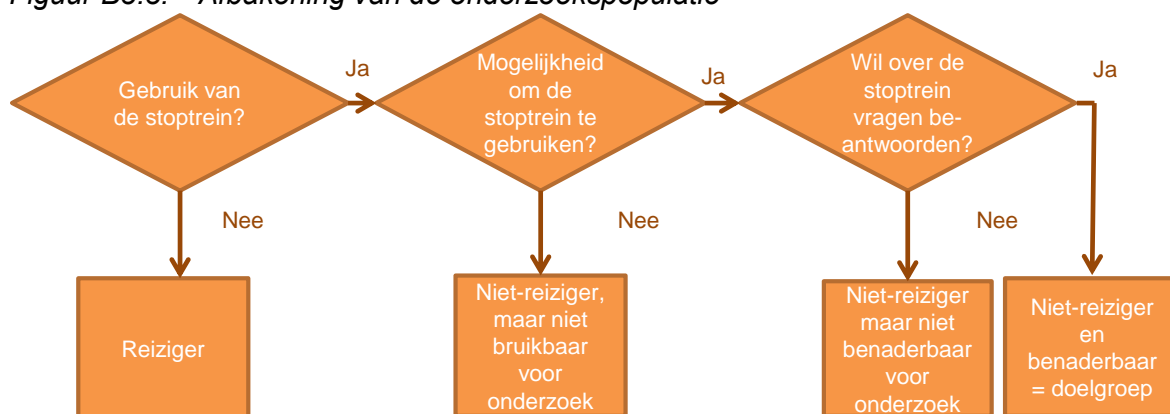 Figuur Afbakening van de onderzoekspopulatie
Gebruik van
de stoptrein?
Ja
Mogelijkheid
om de
stoptrein te
gebruiken?
Ja
Wil over de
stoptrein
vragen be-
antwoorden?
Ja
Nee
Nee
Nee
Reiziger
Niet-reiziger,
maar niet
bruikbaar
voor
onderzoek
Niet-reiziger
maar niet
benaderbaar
voor
onderzoek
Niet-reiziger
en
benaderbaar
= doelgroep